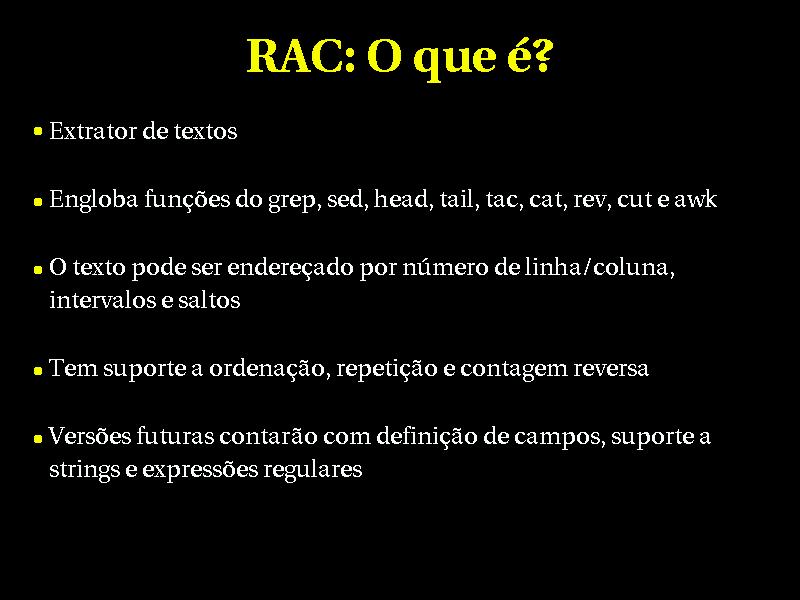 RAC: O que é?
Extrator de textos
Engloba funções do grep, sed, head, tail, tac, cat, rev, cut e awk
O texto pode ser endereçado por número de linha/coluna,
intervalos e saltos
Tem suporte a ordenação, repetição e contagem reversa
Versões futuras contarão com definição de campos, suporte a
strings e expressões regulares